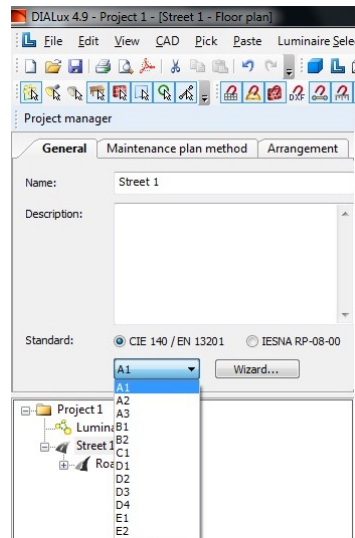 DIALux 4.9 - Project 1 - [Street 1 - Floor plan]
File Edit View CAD Pick Paste Luminaire Sele
Project manager
General Maintenance plan method Arrangement
Name: Street 1
Description:
Standard: CIE 140 / EN 13201 IESNA RP-08-00
A1 Wizard...
A1
A2
A3
B1
B2
C1
D1
D2
D3
D4
E1
E2
Project 1
Lumina
Street 1
Roa